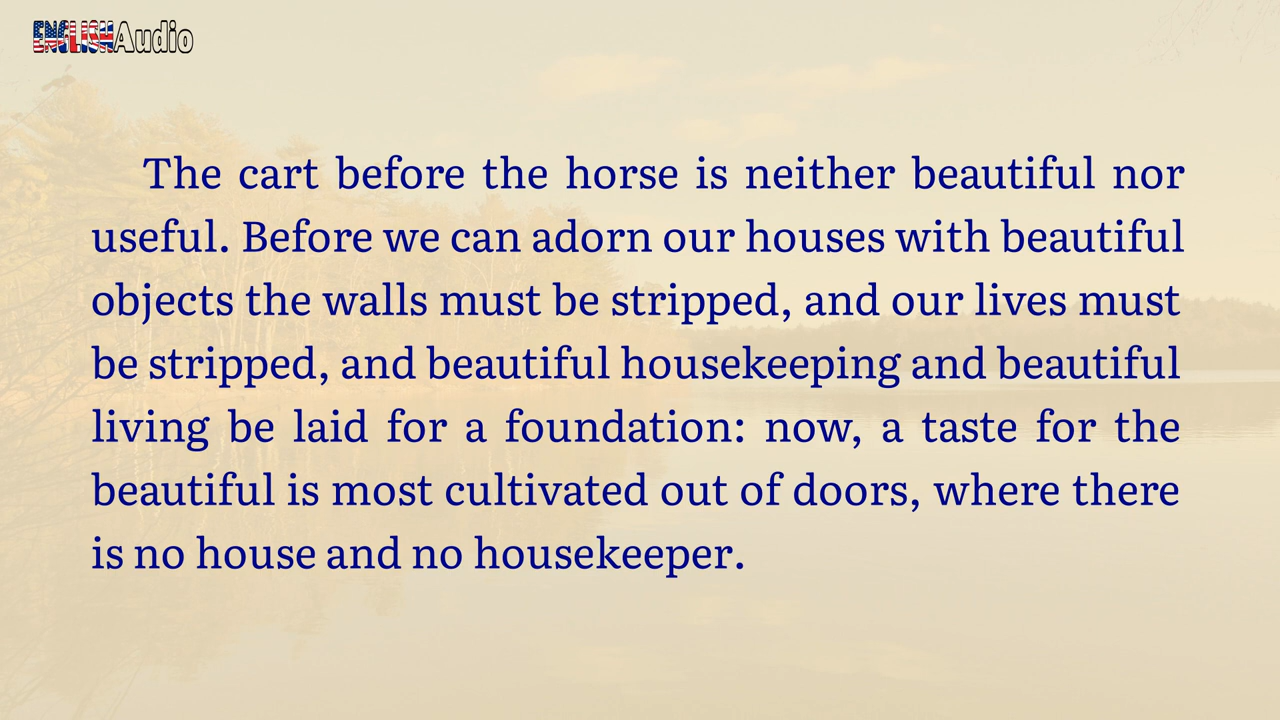 ENGLISHAudio
The cart before the horse is neither beautiful nor
useful. Before we can adorn our houses with beautiful
objects the walls must be stripped, and our lives must
be stripped, and beautiful housekeeping and beautiful
living be laid for a foundation: now, a taste for the
beautiful is most cultivated out of doors, where there
is no house and no housekeeper.